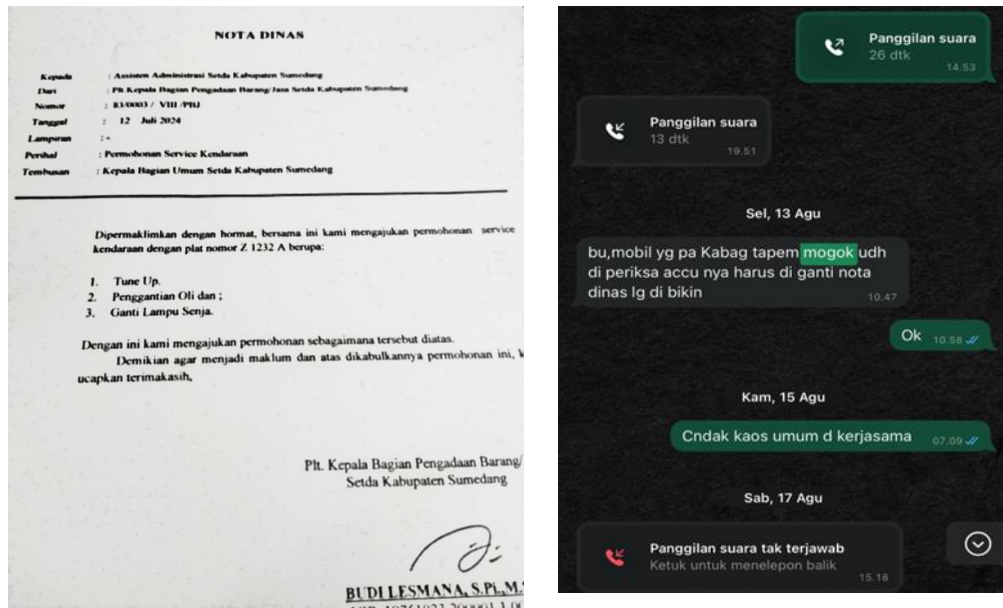 NOTA DINAS
Kepada : Assisten Administrasi Setda Kabupaten Sumedang
Dari : Plt Kepala Bagian Pengadaan Barang/Jasa Setda Kabupaten Sumedang
Nomor : 83/0003 / VIII /PBJ
Tanggal : 12 Juli 2024
Lampiran : -
Perihal : Permohonan Service Kendaraan
Tembusan : Kepala Bagian Umum Setda Kabupaten Sumedang
Dipermaklimkan dengan hormat, bersama ini kami mengajukan permohonan service
kendaraan dengan plat nomor Z 1232 A berupa:
1. Tune Up.
2. Penggantian Oli dan ;
3. Ganti Lampu Senja.
Dengan ini kami mengajukan permohonan sebagaimana tersebut diatas.
Demikian agar menjadi maklum dan atas dikabulkannya permohonan ini, k
ucapkan terimakasih,
Plt. Kepala Bagian Pengadaan Barang/
Setda Kabupaten Sumedang
BUDI LESMANA, S.Pi.,M.
Panggilan suara
26 dtk
14.53
Panggilan suara
13 dtk
19.51
Sel, 13 Agu
bu,mobil yg pa Kabag tapem mogok udh
di periksa accu nya harus di ganti nota
dinas lg di bikin
10.47
Ok 10.58
Kam, 15 Agu
Cndak kaos umum d kerjasama 07.09
Sab, 17 Agu
Panggilan suara tak terjawab
Ketuk untuk menelepon balik
15.18